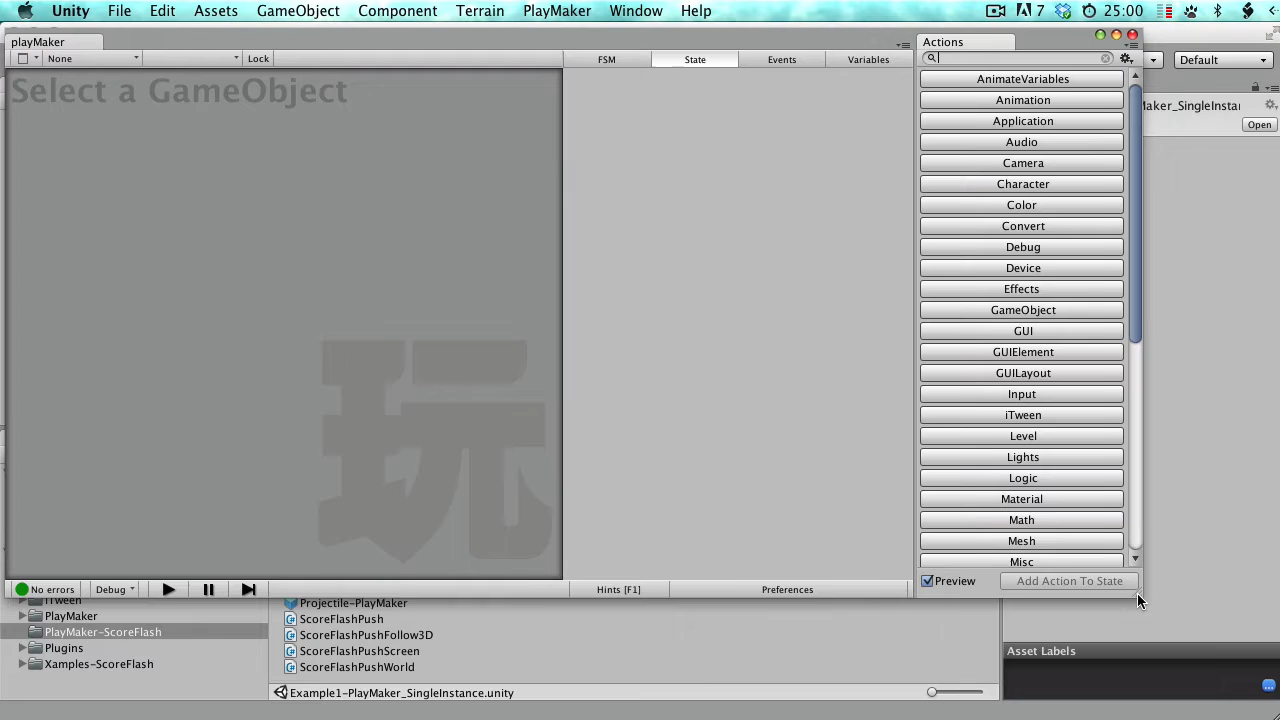 Unity File Edit Assets GameObject Component Terrain PlayMaker Window Help 7 25:00
playMaker
Actions
None Lock FSM State Events Variables
Default
Select a GameObject
AnimateVariables
Animation
Maker_SingleInstar
Application
Open
Audio
Camera
Character
Color
Convert
Debug
Device
Effects
GameObject
GUI
GUIElement
GUILayout
Input
iTween
Level
Lights
Logic
Material
Math
Mesh
Misc
玩
Preview Add Action To State
No errors Debug Hints [F1] Preferences
iTween
Projectile-PlayMaker
PlayMaker
ScoreFlashPush
PlayMaker-ScoreFlash
ScoreFlashPushFollow3D
Plugins
ScoreFlashPushScreen
Asset Labels
Xamples-ScoreFlash
ScoreFlashPushWorld
Example1-PlayMaker_SingleInstance.unity